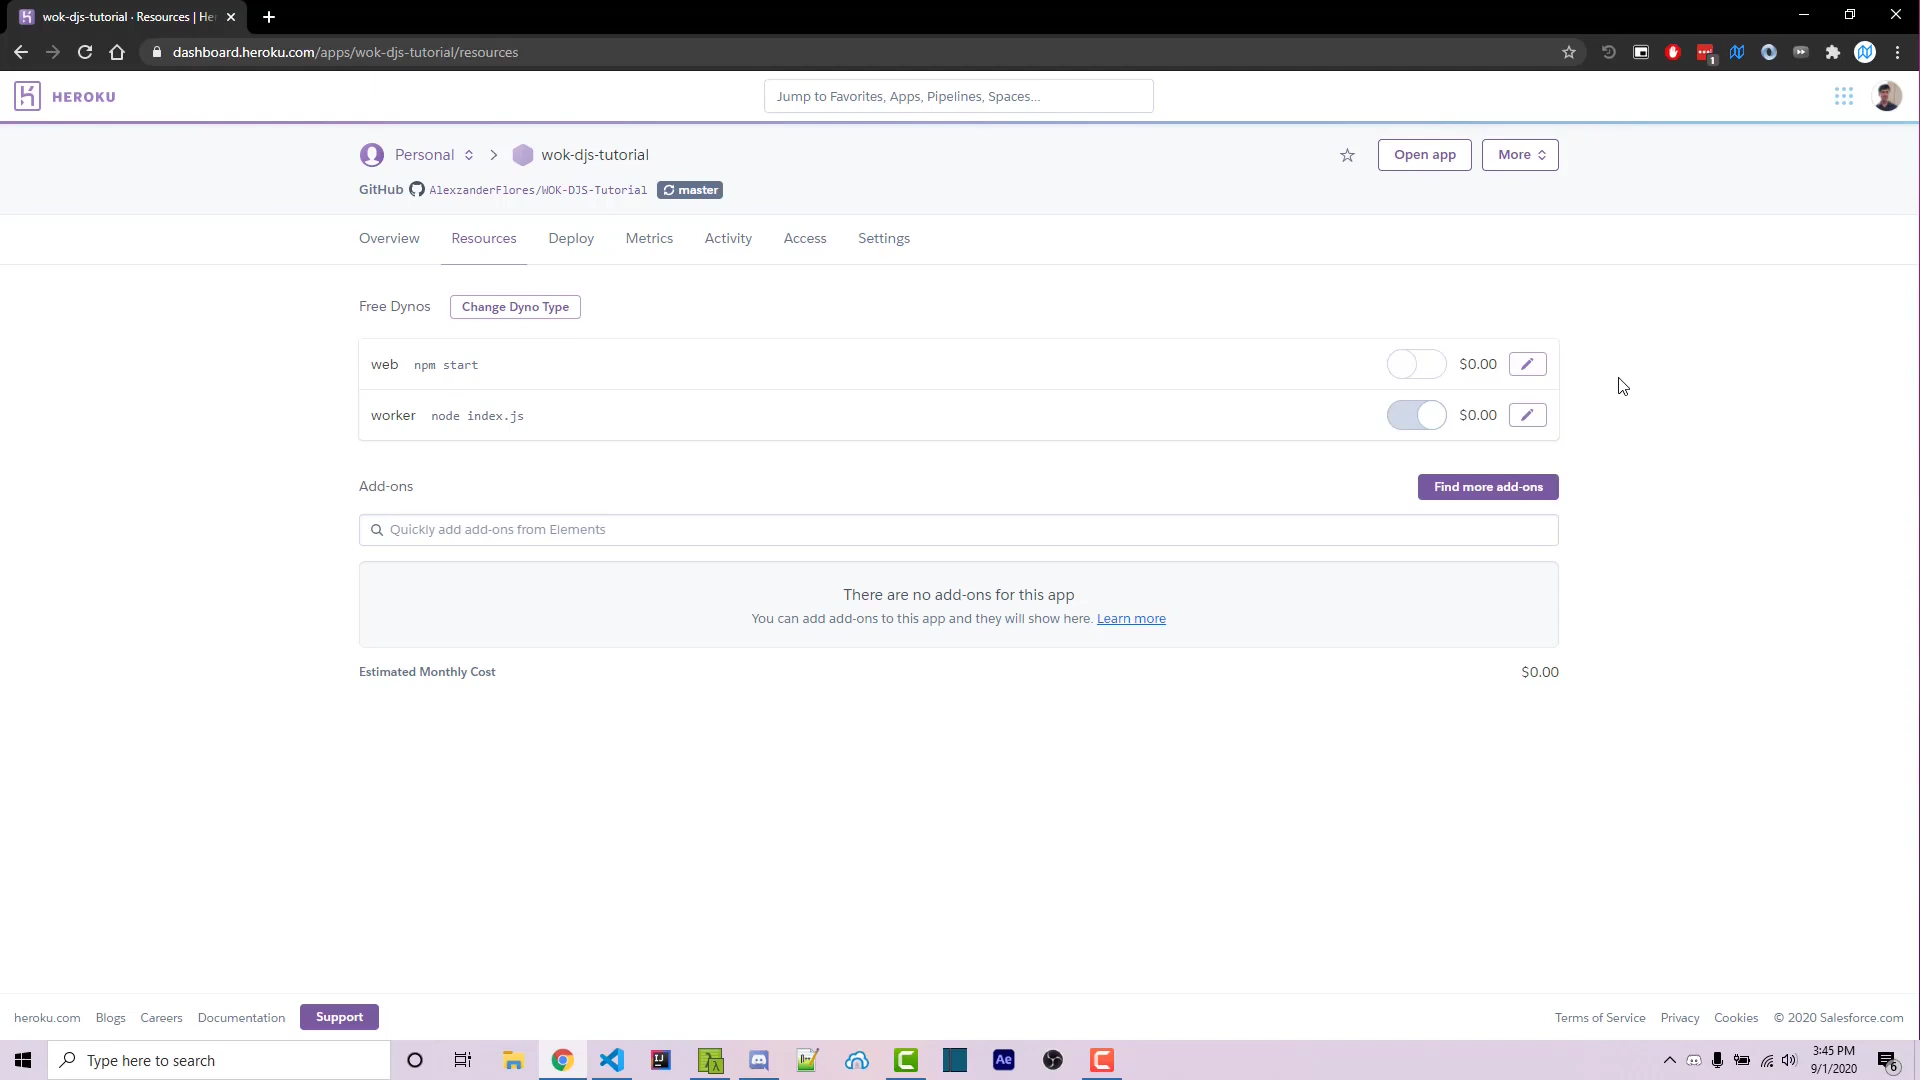 wok-djs-tutorial · Resources | He
dashboard.heroku.com/apps/wok-djs-tutorial/resources
1
HEROKU
Jump to Favorites, Apps, Pipelines, Spaces...
Personal
wok-djs-tutorial
Open app
More
GitHub AlexzanderFlores/WOK-DJS-Tutorial master
Overview
Resources
Deploy
Metrics
Activity
Access
Settings
Free Dynos
Change Dyno Type
web npm start $0.00
worker node index.js $0.00
Add-ons
Find more add-ons
Quickly add add-ons from Elements
There are no add-ons for this app
You can add add-ons to this app and they will show here. Learn more
Estimated Monthly Cost $0.00
heroku.com
Blogs
Careers
Documentation
Support
Terms of Service
Privacy
Cookies
© 2020 Salesforce.com
Type here to search
IJ
Ae
3:45 PM
9/1/2020
6